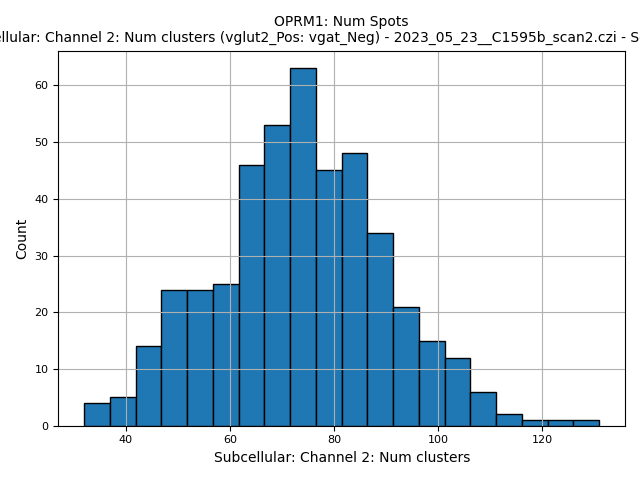 OPRM1: Num Spots
ellular: Channel 2: Num clusters (vglut2_Pos: vgat_Neg) - 2023_05_23__C1595b_scan2.czi - S
60
50
40
30
20
10
0
Count
40 60 80 100 120
Subcellular: Channel 2: Num clusters